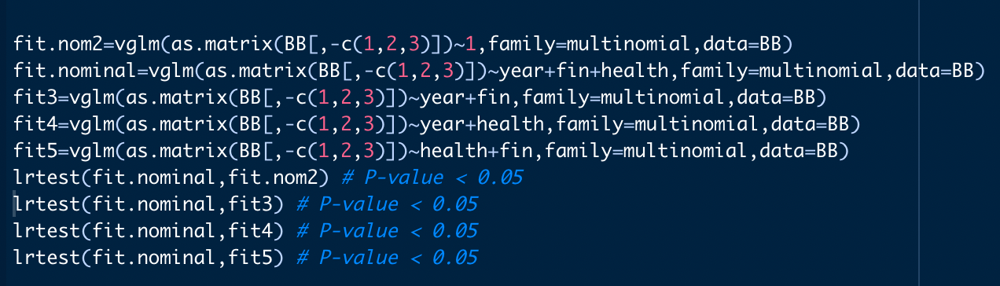 fit.nom2=vglm(as.matrix(BB[,-c(1,2,3)])~1,family=multinomial,data=BB)
fit.nominal=vglm(as.matrix(BB[,-c(1,2,3)])~year+fin+health,family=multinomial,data=BB)
fit3=vglm(as.matrix(BB[,-c(1,2,3)])~year+fin,family=multinomial,data=BB)
fit4=vglm(as.matrix(BB[,-c(1,2,3)])~year+health,family=multinomial,data=BB)
fit5=vglm(as.matrix(BB[,-c(1,2,3)])~health+fin,family=multinomial,data=BB)
lrtest(fit.nominal,fit.nom2) # P-value < 0.05
lrtest(fit.nominal,fit3) # P-value < 0.05
lrtest(fit.nominal,fit4) # P-value < 0.05
lrtest(fit.nominal,fit5) # P-value < 0.05